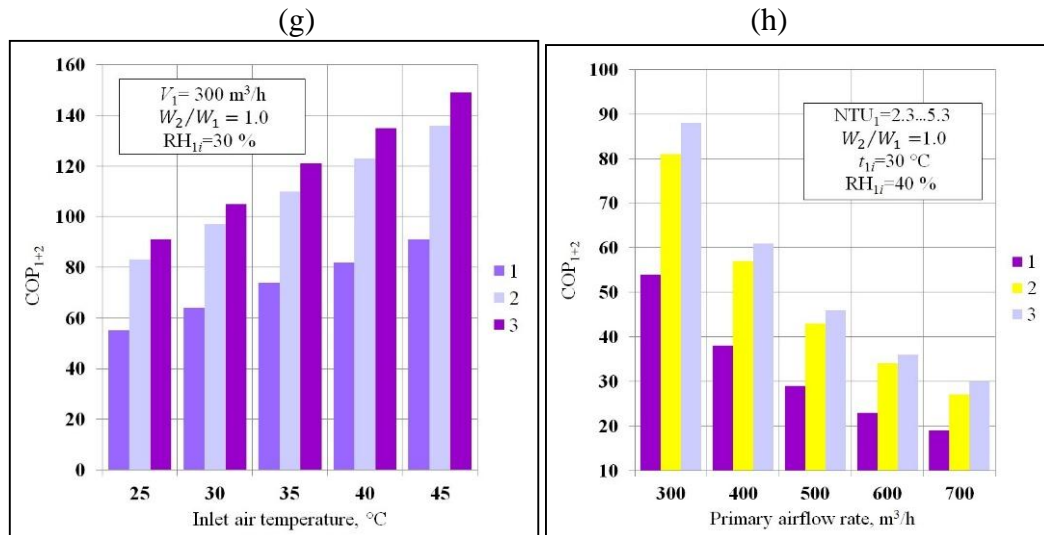 (g)
(h)
160
140
120
100
80
60
40
20
0
COP₁₊₂
V₁= 300 m³/h
W₂/W₁ = 1.0
RH₁ᵢ=30 %
1
2
3
25 30 35 40 45
Inlet air temperature, °C
100
90
80
70
60
50
40
30
20
10
COP₁₊₂
NTU₁=2.3...5.3
W₂/W₁ =1.0
t₁ᵢ=30 °C
RH₁ᵢ=40 %
1
2
3
300 400 500 600 700
Primary airflow rate, m³/h